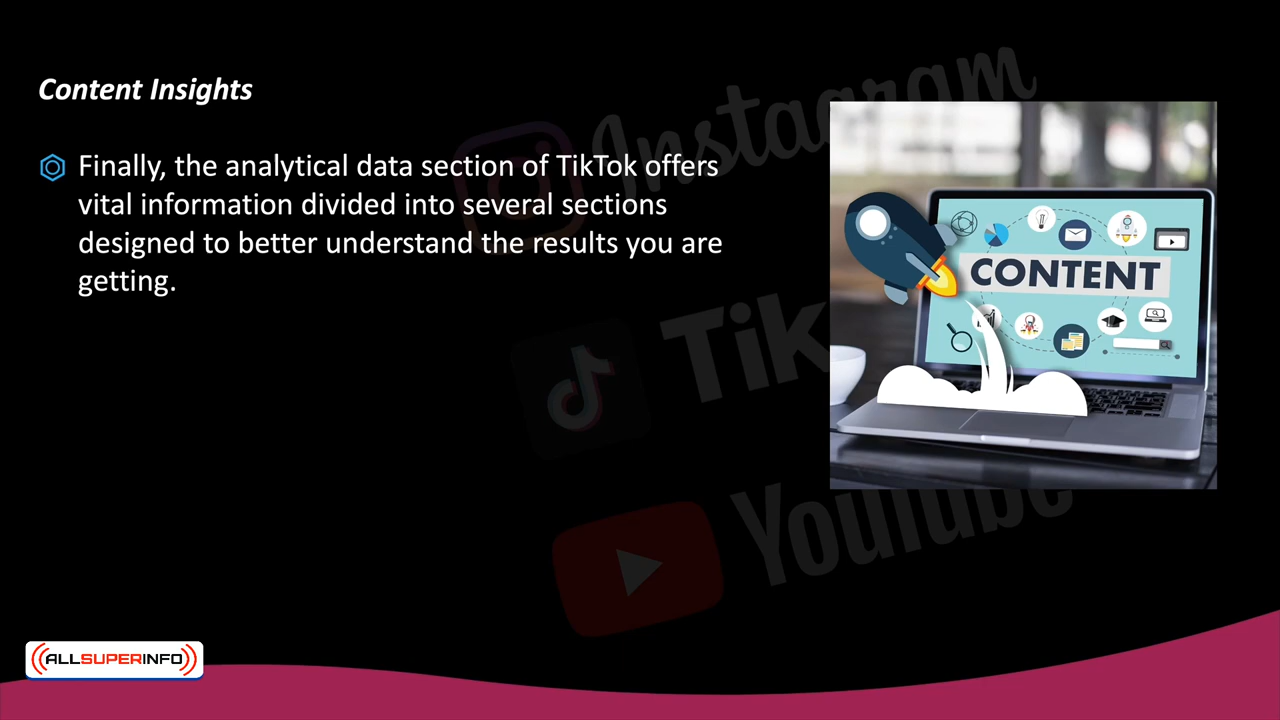 Content Insights
Finally, the analytical data section of TikTok offers
vital information divided into several sections
designed to better understand the results you are
getting.
Instagram
TikT
YouTube
CONTENT
ALLSUPERINFO